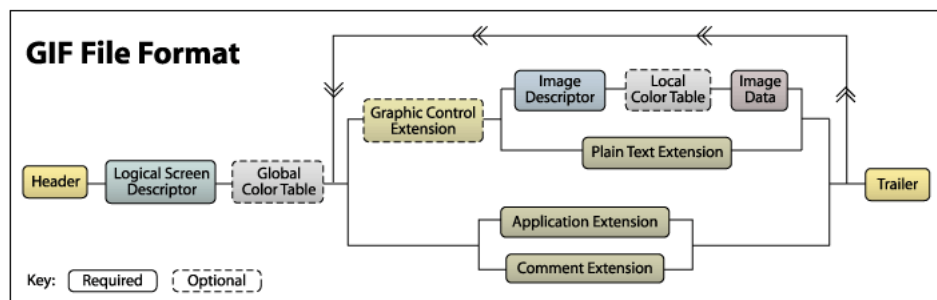 GIF File Format
Image
Descriptor
Local
Color Table
Image
Data
Graphic Control
Extension
Plain Text Extension
Header
Logical Screen
Descriptor
Global
Color Table
Trailer
Application Extension
Comment Extension
Key: Required Optional